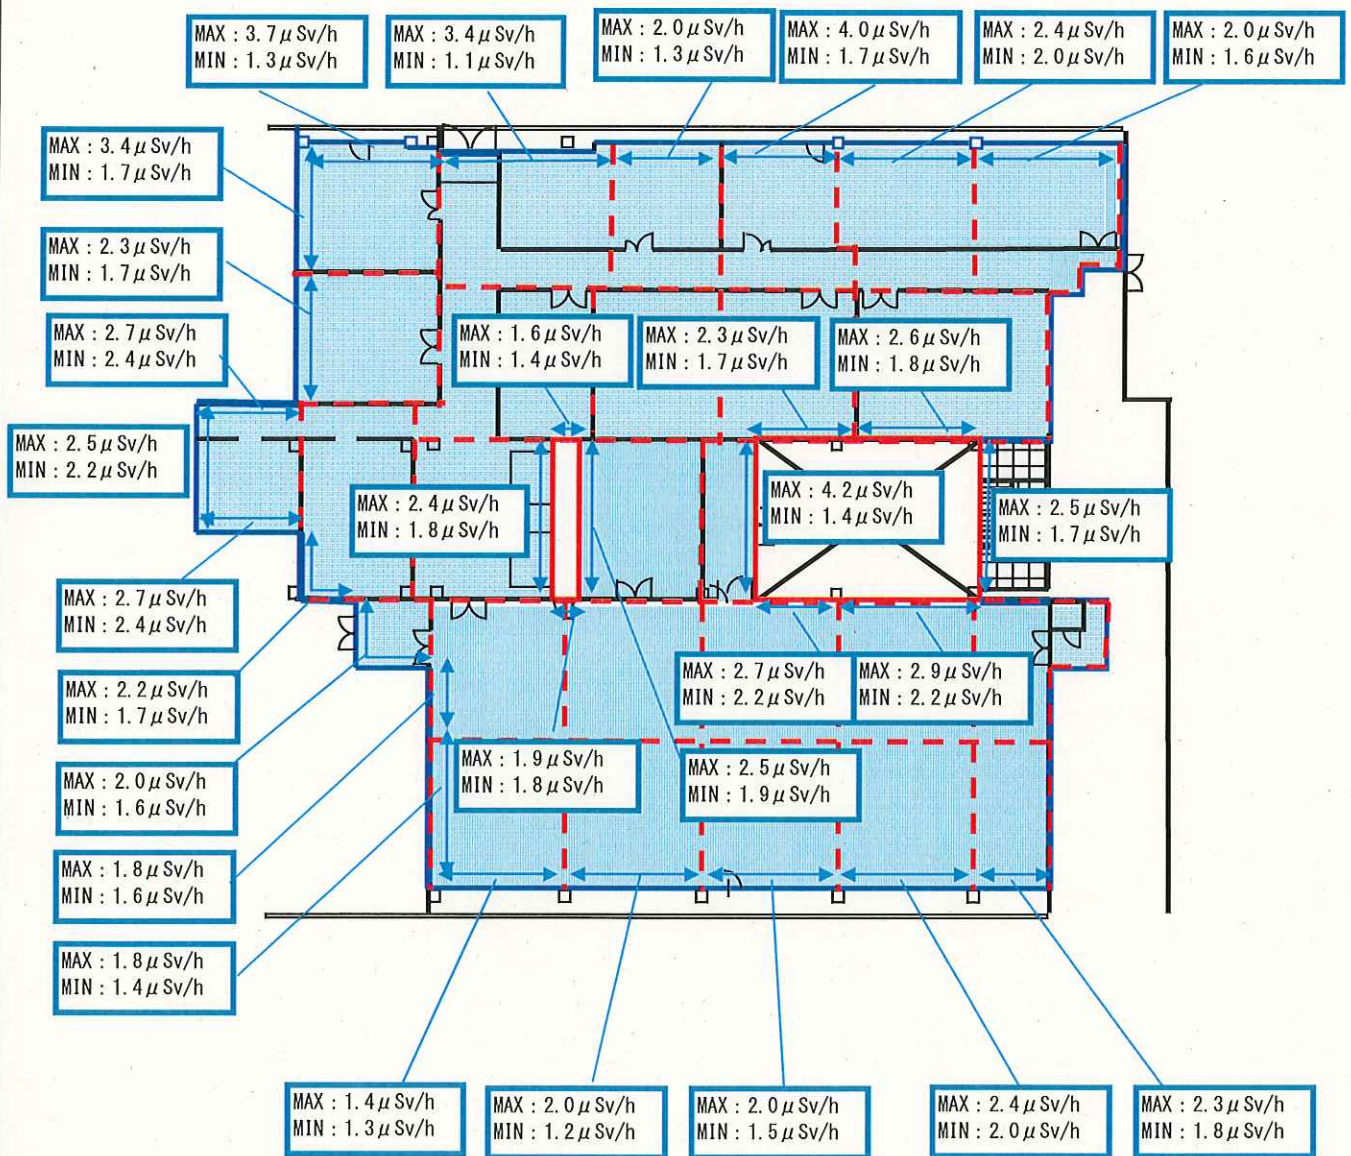 MAX：3.7μSv/h
MIN：1.3μSv/h
MAX：3.4μSv/h
MIN：1.1μSv/h
MAX：2.0μSv/h
MIN：1.3μSv/h
MAX：4.0μSv/h
MIN：1.7μSv/h
MAX：2.4μSv/h
MIN：2.0μSv/h
MAX：2.0μSv/h
MIN：1.6μSv/h
MAX：3.4μSv/h
MIN：1.7μSv/h
MAX：2.3μSv/h
MIN：1.7μSv/h
MAX：2.7μSv/h
MIN：2.4μSv/h
MAX：1.6μSv/h
MIN：1.4μSv/h
MAX：2.3μSv/h
MIN：1.7μSv/h
MAX：2.6μSv/h
MIN：1.8μSv/h
MAX：2.5μSv/h
MIN：2.2μSv/h
MAX：2.4μSv/h
MIN：1.8μSv/h
MAX：4.2μSv/h
MIN：1.4μSv/h
MAX：2.5μSv/h
MIN：1.7μSv/h
MAX：2.7μSv/h
MIN：2.4μSv/h
MAX：2.2μSv/h
MIN：1.7μSv/h
MAX：2.7μSv/h
MIN：2.2μSv/h
MAX：2.9μSv/h
MIN：2.2μSv/h
MAX：2.0μSv/h
MIN：1.6μSv/h
MAX：1.9μSv/h
MIN：1.8μSv/h
MAX：2.5μSv/h
MIN：1.9μSv/h
MAX：1.8μSv/h
MIN：1.6μSv/h
MAX：1.8μSv/h
MIN：1.4μSv/h
MAX：1.4μSv/h
MIN：1.3μSv/h
MAX：2.0μSv/h
MIN：1.2μSv/h
MAX：2.0μSv/h
MIN：1.5μSv/h
MAX：2.4μSv/h
MIN：2.0μSv/h
MAX：2.3μSv/h
MIN：1.8μSv/h